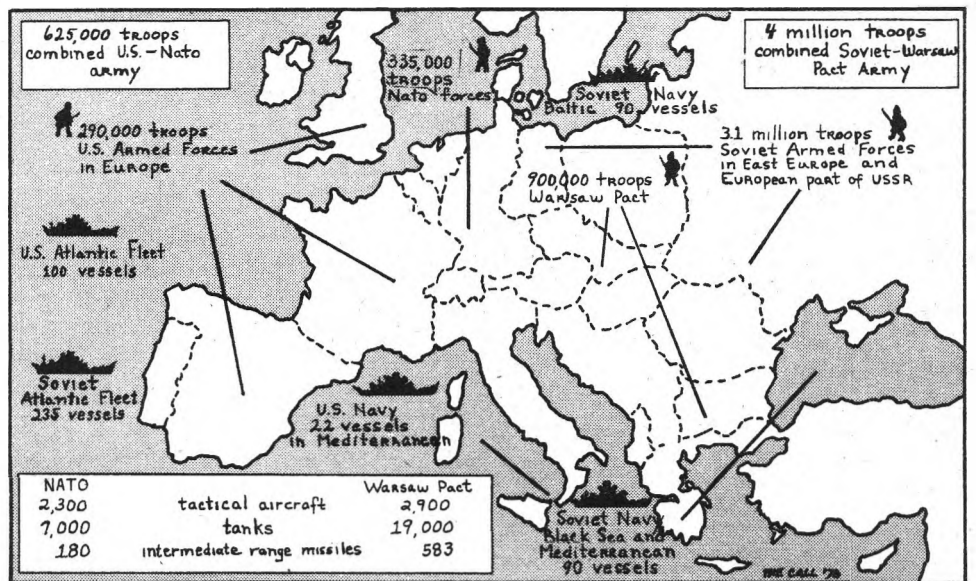 625,000 troops
combined U.S.-Nato
army
4 million troops
combined Soviet-Warsaw
Pact Army
335,000
troops
Nato forces
Soviet Navy
Baltic 90 vessels
290,000 troops
U.S. Armed Forces
in Europe
3.1 million troops
Soviet Armed Forces
in East Europe and
European part of USSR
900,000 troops
Warsaw Pact
U.S. Atlantic Fleet
100 vessels
Soviet
Atlantic Fleet
235 vessels
U.S. Navy
22 vessels
in Mediterranean
NATO Warsaw Pact
2,300 tactical aircraft 2,900
7,000 tanks 19,000
180 intermediate range missiles 583
Soviet Navy
Black Sea and
Mediterranean
90 vessels
THE CALL '78